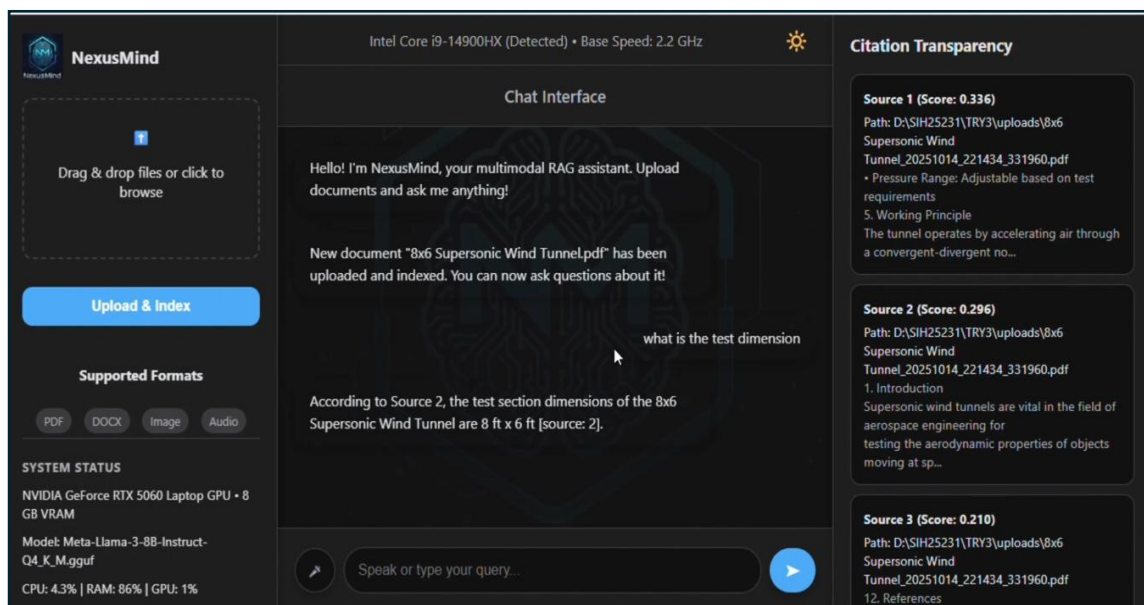 NM
NexusMind
NexusMind
Drag & drop files or click to
browse
Upload & Index
Supported Formats
PDF DOCX Image Audio
SYSTEM STATUS
NVIDIA GeForce RTX 5060 Laptop GPU • 8
GB VRAM
Model: Meta-Llama-3-8B-Instruct-
Q4_K_M.gguf
CPU: 4.3% | RAM: 86% | GPU: 1%
Intel Core i9-14900HX (Detected) • Base Speed: 2.2 GHz
Chat Interface
Hello! I'm NexusMind, your multimodal RAG assistant. Upload
documents and ask me anything!
New document "8x6 Supersonic Wind Tunnel.pdf" has been
uploaded and indexed. You can now ask questions about it!
what is the test dimension
According to Source 2, the test section dimensions of the 8x6
Supersonic Wind Tunnel are 8 ft x 6 ft [source: 2].
NM
Speak or type your query...
Citation Transparency
Source 1 (Score: 0.336)
Path: D:\SIH25231\TRY3\uploads\8x6
Supersonic Wind
Tunnel_20251014_221434_331960.pdf
• Pressure Range: Adjustable based on test
requirements
5. Working Principle
The tunnel operates by accelerating air through
a convergent-divergent no...
Source 2 (Score: 0.296)
Path: D:\SIH25231\TRY3\uploads\8x6
Supersonic Wind
Tunnel_20251014_221434_331960.pdf
1. Introduction
Supersonic wind tunnels are vital in the field of
aerospace engineering for
testing the aerodynamic properties of objects
moving at sp...
Source 3 (Score: 0.210)
Path: D:\SIH25231\TRY3\uploads\8x6
Supersonic Wind
Tunnel_20251014_221434_331960.pdf
12. References